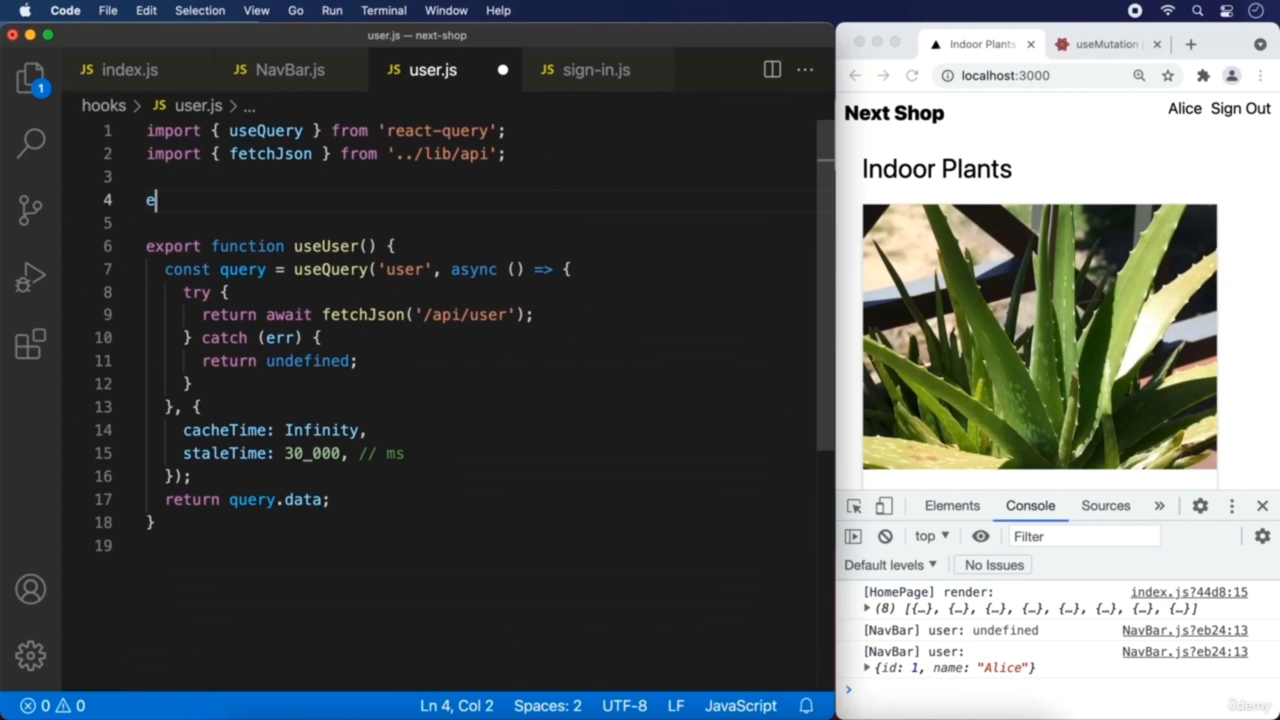 Code File Edit Selection View Go Run Terminal Window Help
user.js — next-shop
JS index.js JS NavBar.js JS user.js JS sign-in.js
hooks > JS user.js > ...
1 import { useQuery } from 'react-query';
2 import { fetchJson } from '../lib/api';
3
4 e
5
6 export function useUser() {
7 const query = useQuery('user', async () => {
8 try {
9 return await fetchJson('/api/user');
10 } catch (err) {
11 return undefined;
12 }
13 }, {
14 cacheTime: Infinity,
15 staleTime: 30_000, // ms
16 });
17 return query.data;
18 }
19
1
0 0 Ln 4, Col 2 Spaces: 2 UTF-8 LF JavaScript
Indoor Plants useMutation
localhost:3000
Next Shop Alice Sign Out
Indoor Plants
Elements Console Sources »
top Filter
Default levels No Issues
[HomePage] render: index.js?44d8:15
(8) [{…}, {…}, {…}, {…}, {…}, {…}, {…}, {…}]
[NavBar] user: undefined NavBar.js?eb24:13
[NavBar] user: NavBar.js?eb24:13
{id: 1, name: "Alice"}
>
ûdemy